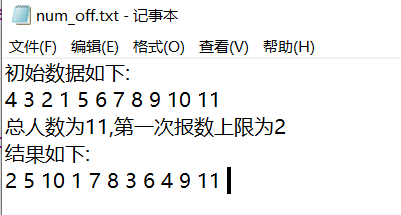 num_off.txt - 记事本
文件(F) 编辑(E) 格式(O) 查看(V) 帮助(H)
初始数据如下:
4 3 2 1 5 6 7 8 9 10 11
总人数为11,第一次报数上限为2
结果如下:
2 5 10 1 7 8 3 6 4 9 11